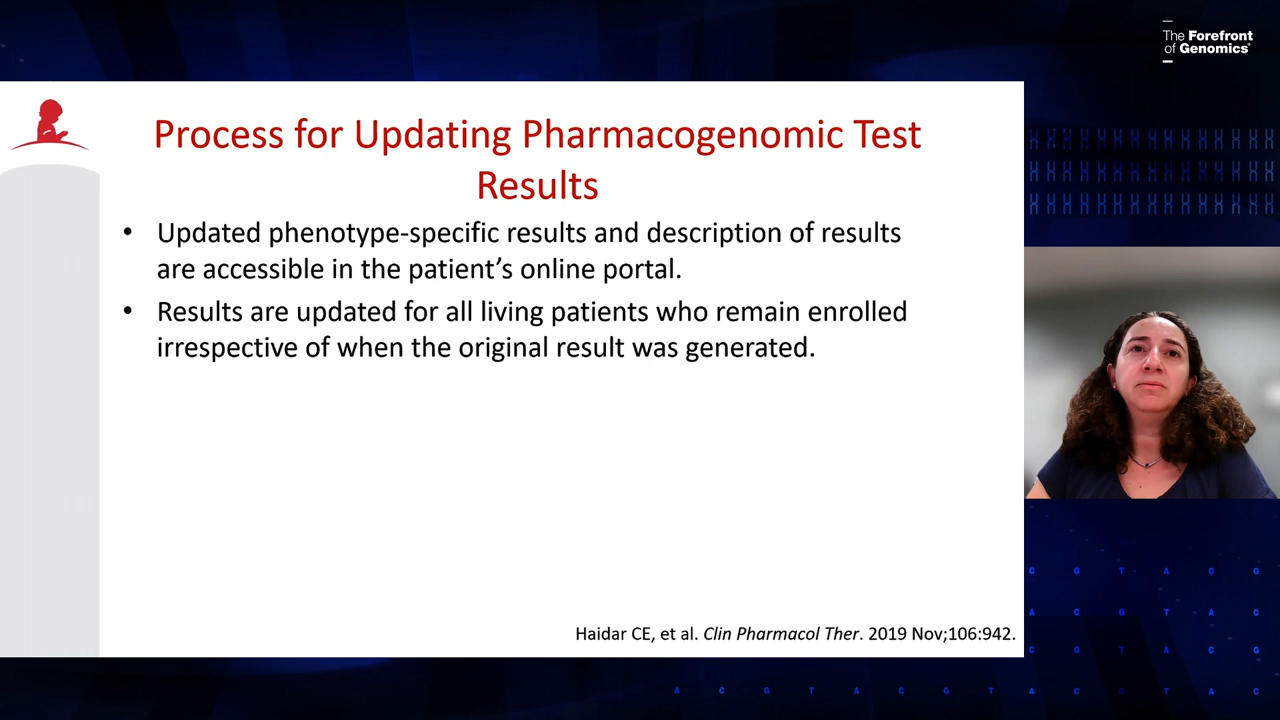 The Forefront
of Genomics®
Process for Updating Pharmacogenomic Test
Results
• Updated phenotype-specific results and description of results
are accessible in the patient's online portal.
• Results are updated for all living patients who remain enrolled
irrespective of when the original result was generated.
Haidar CE, et al. Clin Pharmacol Ther. 2019 Nov;106:942.
C G T A C G
A C G T A C
C G T A C G
A C G T A C G T A C G T A C